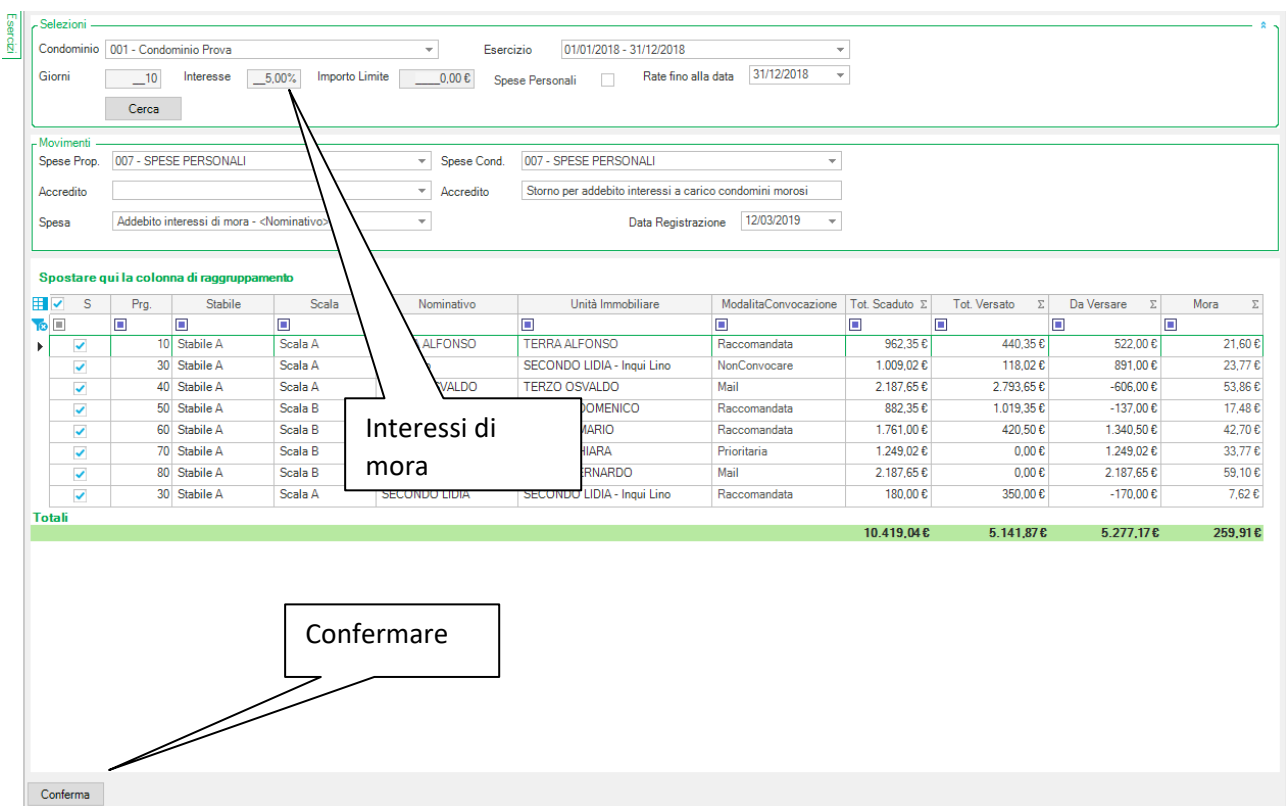 Esercizi
Selezioni
Condominio 001 - Condominio Prova Esercizio 01/01/2018 - 31/12/2018
Giorni __10 Interesse __5,00% Importo Limite ____0,00 € Spese Personali Rate fino alla data 31/12/2018
Cerca
Movimenti
Spese Prop. 007 - SPESE PERSONALI Spese Cond. 007 - SPESE PERSONALI
Accredito Accredito Storno per addebito interessi a carico condomini morosi
Spesa Addebito interessi di mora - <Nominativo> Data Registrazione 12/03/2019
Spostare qui la colonna di raggruppamento
S Prg. Stabile Scala Nominativo Unità Immobiliare ModalitaConvocazione Tot. Scaduto Σ Tot. Versato Σ Da Versare Σ Mora Σ
10 Stabile A Scala A ALFONSO TERRA ALFONSO Raccomandata 962,35 € 440,35 € 522,00 € 21,60 €
30 Stabile A Scala A SECONDO LIDIA - Inqui Lino NonConvocare 1.009,02 € 118,02 € 891,00 € 23,77 €
40 Stabile A Scala A TERZO OSVALDO Mail 2.187,65 € 2.793,65 € -606,00 € 53,86 €
50 Stabile A Scala B DOMENICO Raccomandata 882,35 € 1.019,35 € -137,00 € 17,48 €
60 Stabile A Scala B MARIO Raccomandata 1.761,00 € 420,50 € 1.340,50 € 42,70 €
70 Stabile A Scala B Prioritaria 1.249,02 € 0,00 € 1.249,02 € 33,77 €
80 Stabile A Scala B Mail 2.187,65 € 0,00 € 2.187,65 € 59,10 €
30 Stabile A Scala A SECONDO LIDIA SECONDO LIDIA - Inqui Lino Raccomandata 180,00 € 350,00 € -170,00 € 7,62 €
Totali
10.419,04 € 5.141,87 € 5.277,17 € 259,91 €
Interessi di
mora
Confermare
Conferma